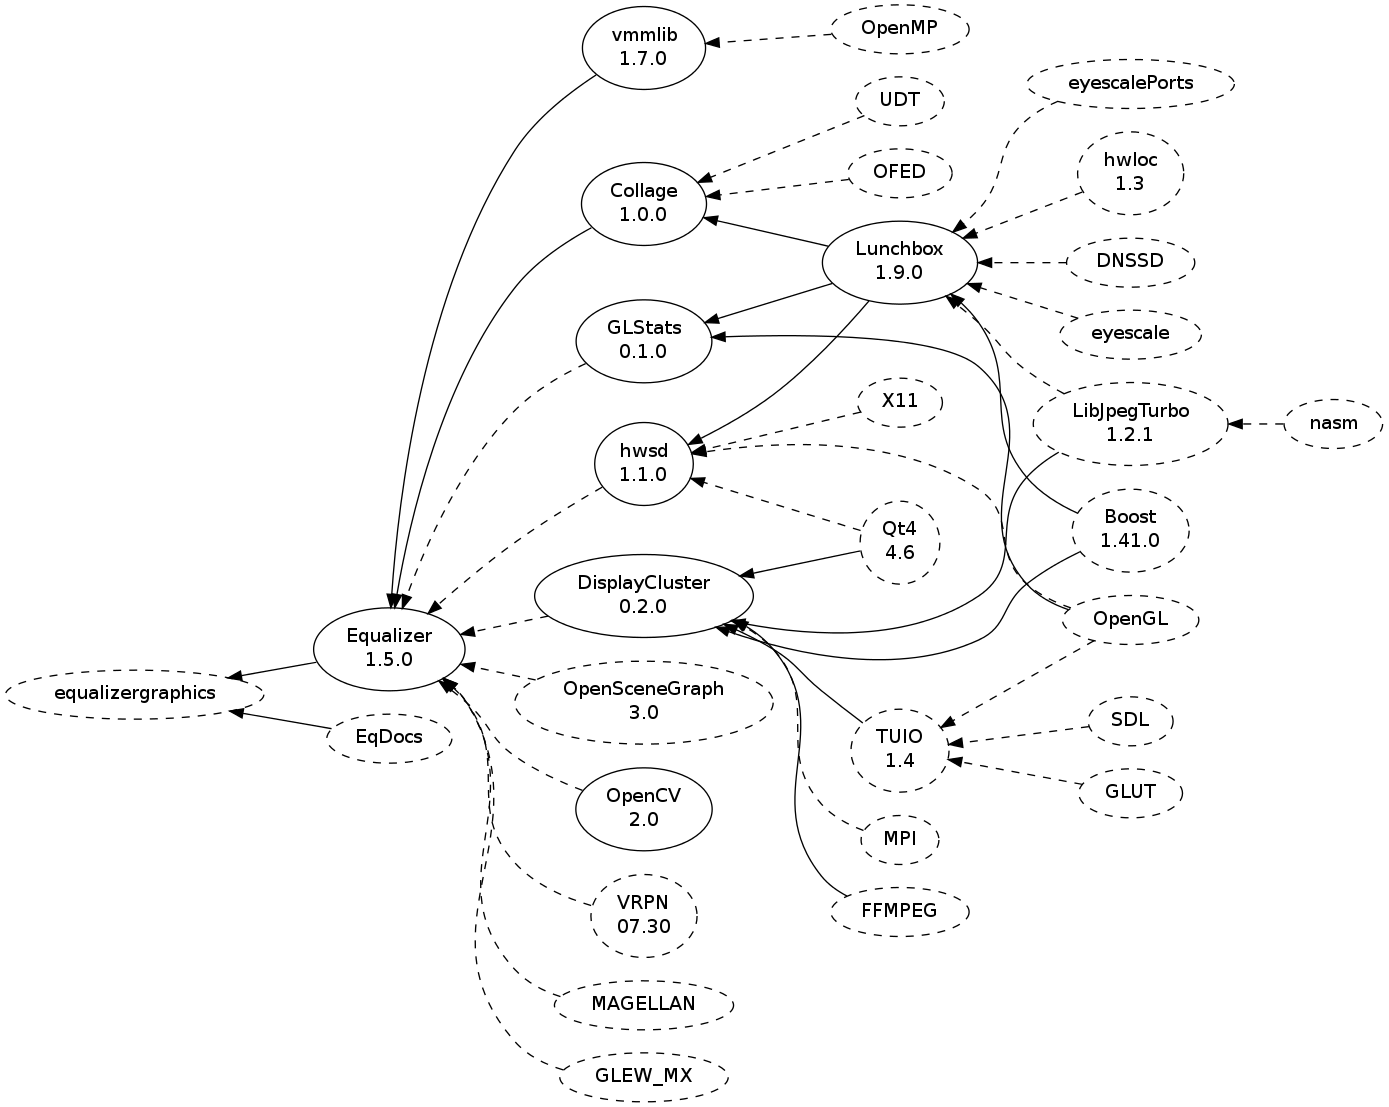 vmmlib
1.7.0
OpenMP
UDT
eyescalePorts
OFED
hwloc
1.3
Collage
1.0.0
Lunchbox
1.9.0
DNSSD
GLStats
0.1.0
eyescale
X11
LibJpegTurbo
1.2.1
nasm
hwsd
1.1.0
Qt4
4.6
Boost
1.41.0
DisplayCluster
0.2.0
OpenGL
Equalizer
1.5.0
equalizergraphics
EqDocs
OpenSceneGraph
3.0
TUIO
1.4
SDL
GLUT
OpenCV
2.0
MPI
VRPN
07.30
FFMPEG
MAGELLAN
GLEW_MX